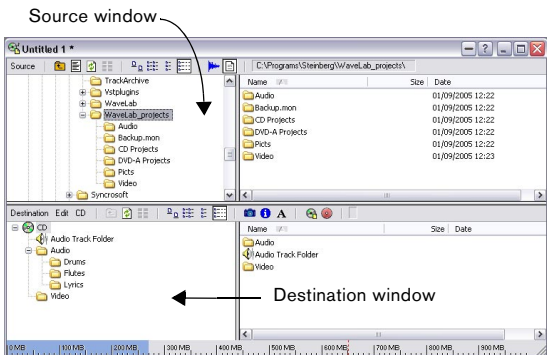 Source window
Untitled 1 *
Source
C:\Programs\Steinberg\WaveLab_projects\
TrackArchive
Vstplugins
WaveLab
WaveLab_projects
Audio
Backup.mon
CD Projects
DVD-A Projects
Picts
Video
Syncrosoft
Name Size Date
Audio 01/09/2005 12:22
Backup.mon 01/09/2005 12:22
CD Projects 01/09/2005 12:22
DVD-A Projects 01/09/2005 12:22
Picts 01/09/2005 12:22
Video 01/09/2005 12:23
Destination Edit CD
CD
Audio Track Folder
Audio
Drums
Flutes
Lyrics
Video
Name Size Date
Audio
Audio Track Folder
Video
Destination window
0 MB 100 MB 200 MB 300 MB 400 MB 500 MB 600 MB 700 MB 800 MB 900 MB